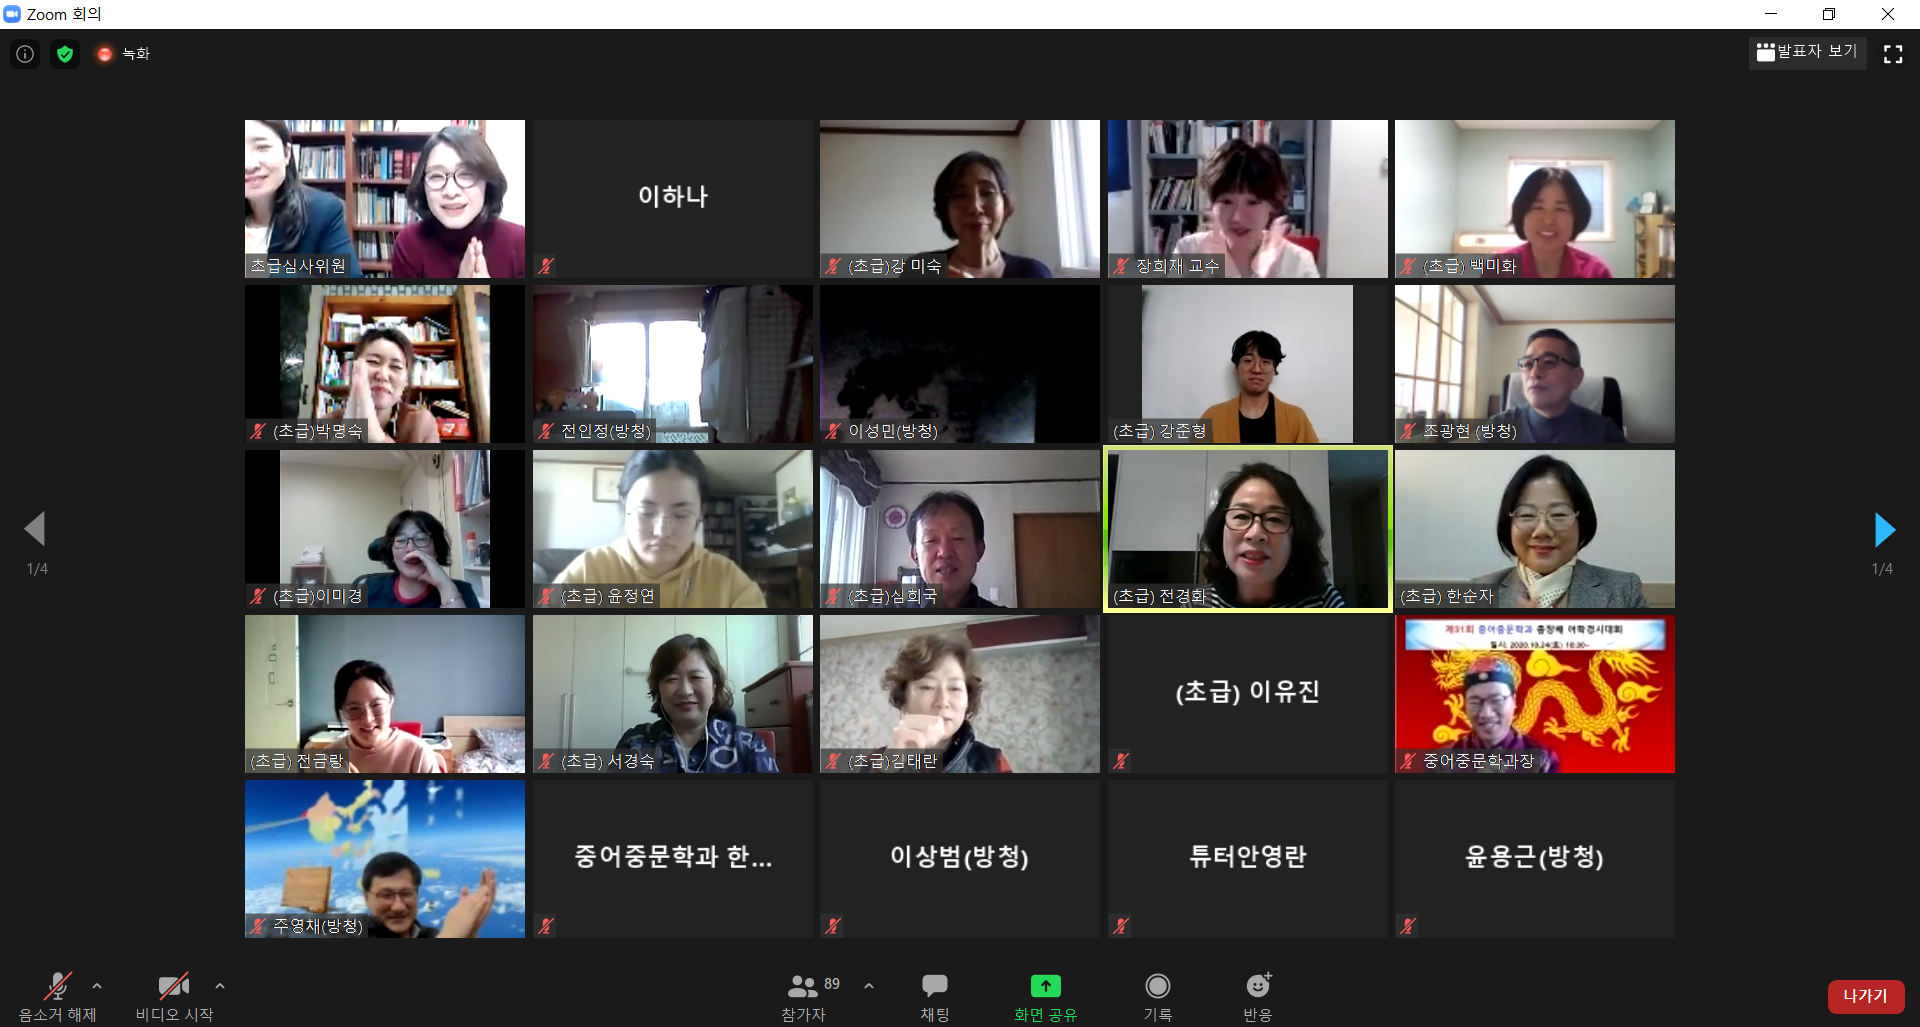 Zoom 회의
녹화
발표자 보기
초급심사위원
이하나
(초급)강 미숙
장희재 교수
(초급) 백미화
(초급)박명숙
전인정(방청)
이성민(방청)
(초급) 강준형
조광현 (방청)
1/4
(초급)이미경
(초급) 윤정연
(초급)심희국
(초급) 전경화
(초급) 한순자
1/4
(초급) 전금랑
(초급) 서경숙
(초급)김태란
(초급) 이유진
제31회 중어중문학과 총장배 어학경시대회
일시: 2020.10.24(토) 10:30~
중어중문학과장
주영채(방청)
중어중문학과 한...
이상범(방청)
튜터안영란
윤용근(방청)
음소거 해제
비디오 시작
89
참가자
채팅
화면 공유
기록
반응
나가기